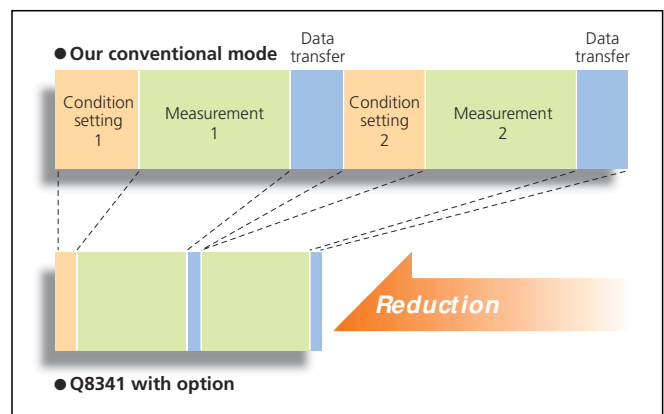 ● Our conventional mode
Data
transfer
Data
transfer
Condition
setting
1
Measurement
1
Condition
setting
2
Measurement
2
Reduction
● Q8341 with option